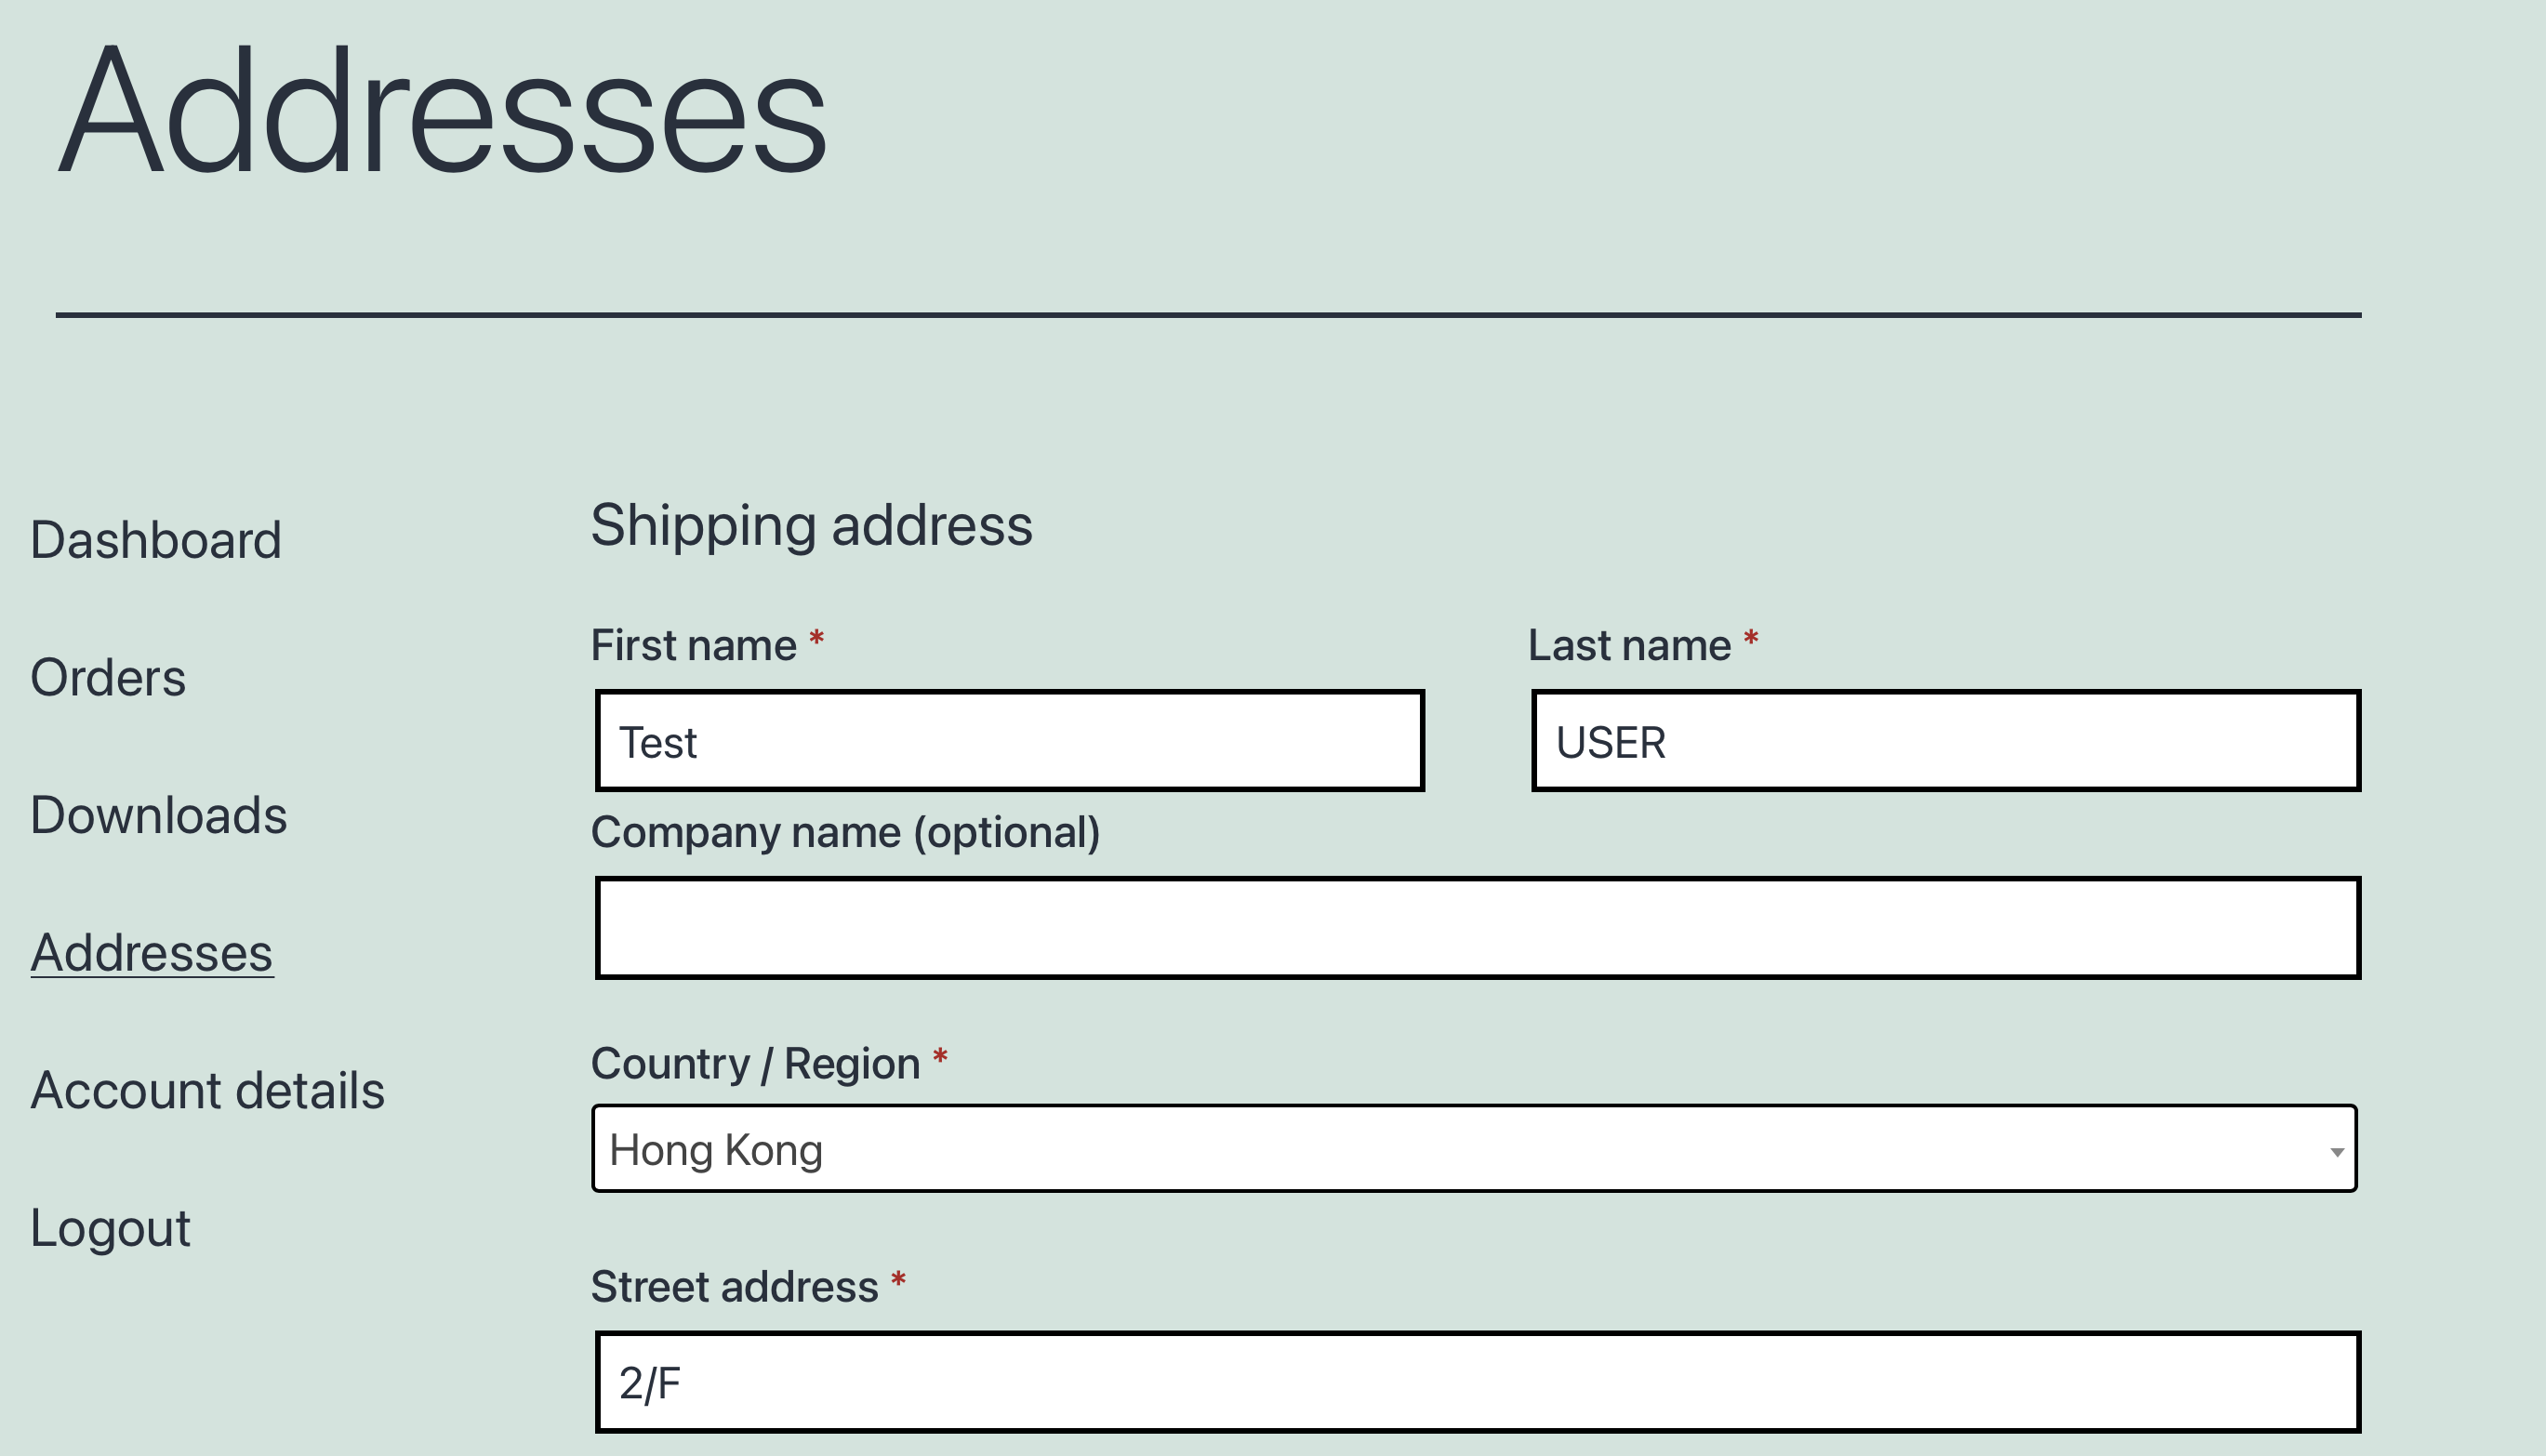 Addresses
Dashboard
Orders
Downloads
Addresses
Account details
Logout
Shipping address
First name *
Test
Last name *
USER
Company name (optional)
Country / Region *
Hong Kong
Street address *
2/F